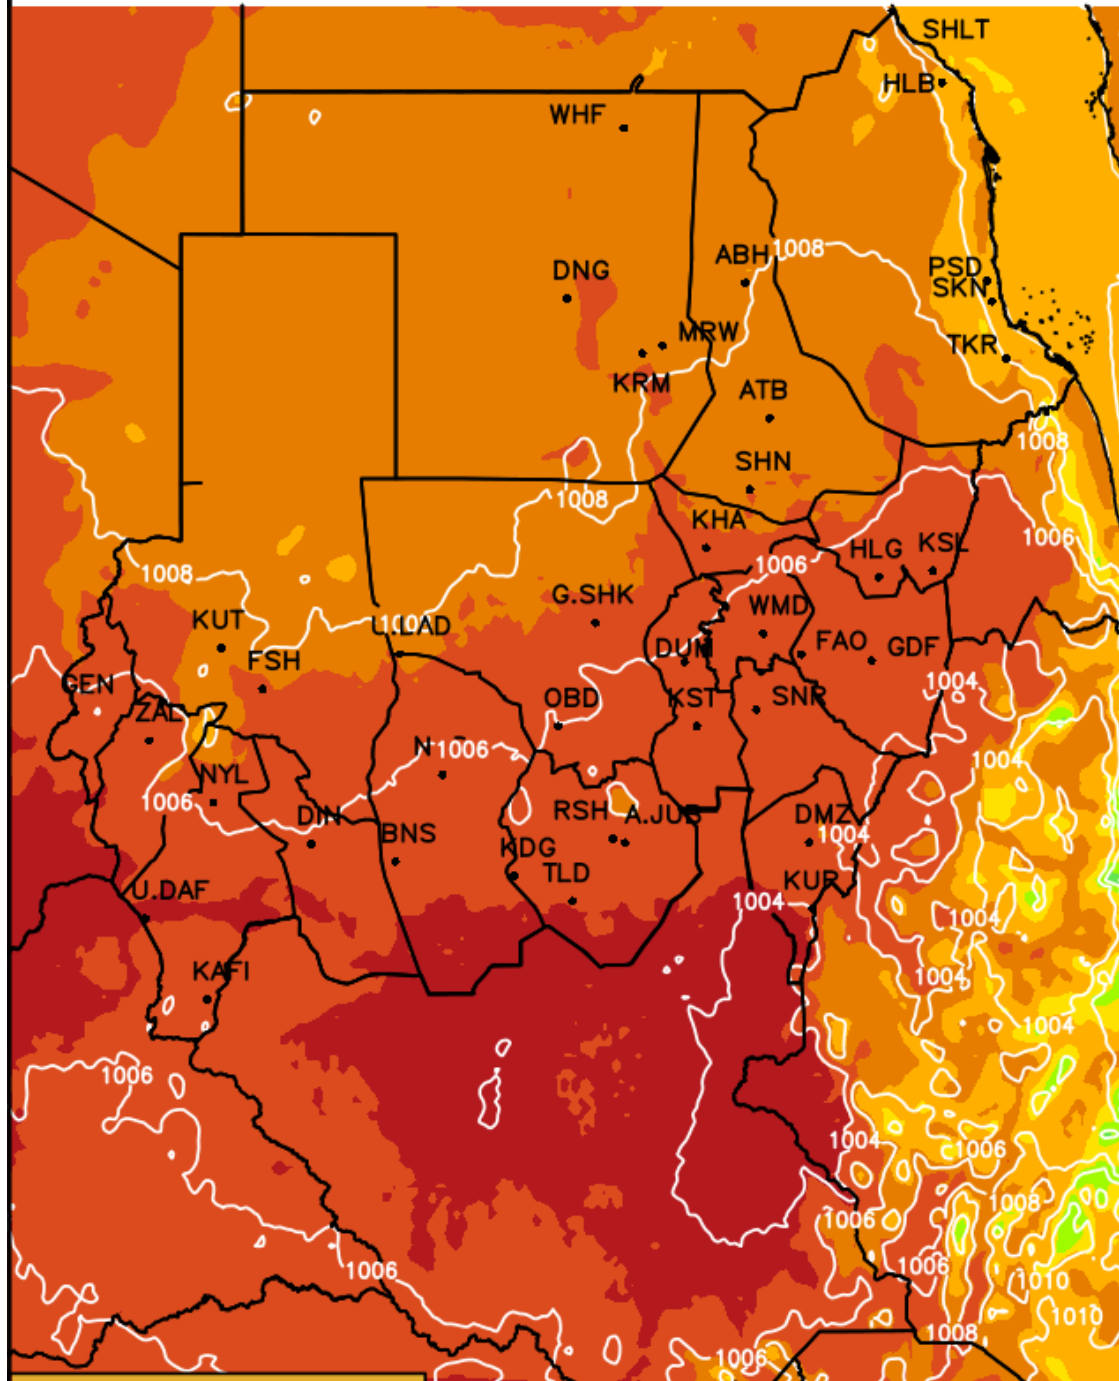 SHLT
HLB
WHF
1008
ABH
DNG
PSD
SKN
MRW
TKR
KRM
ATB
1008
SHN
1008
KHA
1006
HLG
KSL
1006
1008
G.SHK
WMD
KUT
U.LAD
DUM
FAO
GDF
FSH
GEN
1004
OBD
KST
SNR
ZAL
N
1006
1004
NYL
1006
RSH
A.JUB
DMZ
DIN
BNS
1004
KDG
TLD
KUR
U.DAF
1004
1004
KAFI
1004
1004
1006
1004
1006
1008
1006
1006
1006
1010
1010
1008
1006